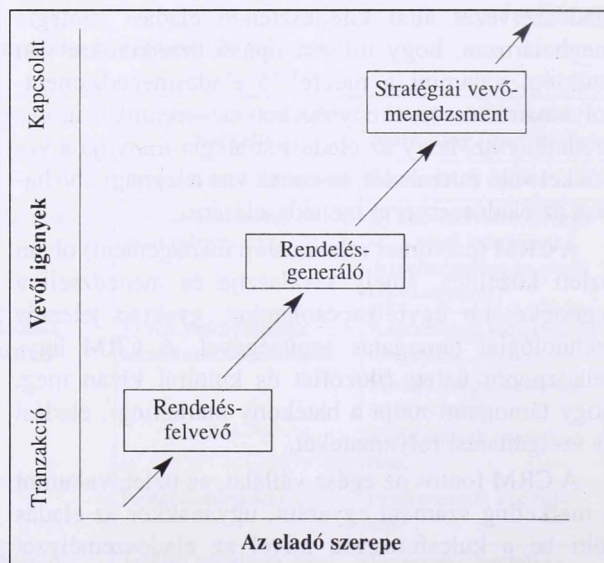 Kapcsolat
Vevői igények
Tranzakció
Stratégiai vevő-
menedzsment
Rendelés-
generáló
Rendelés-
felvevő
Az eladó szerepe